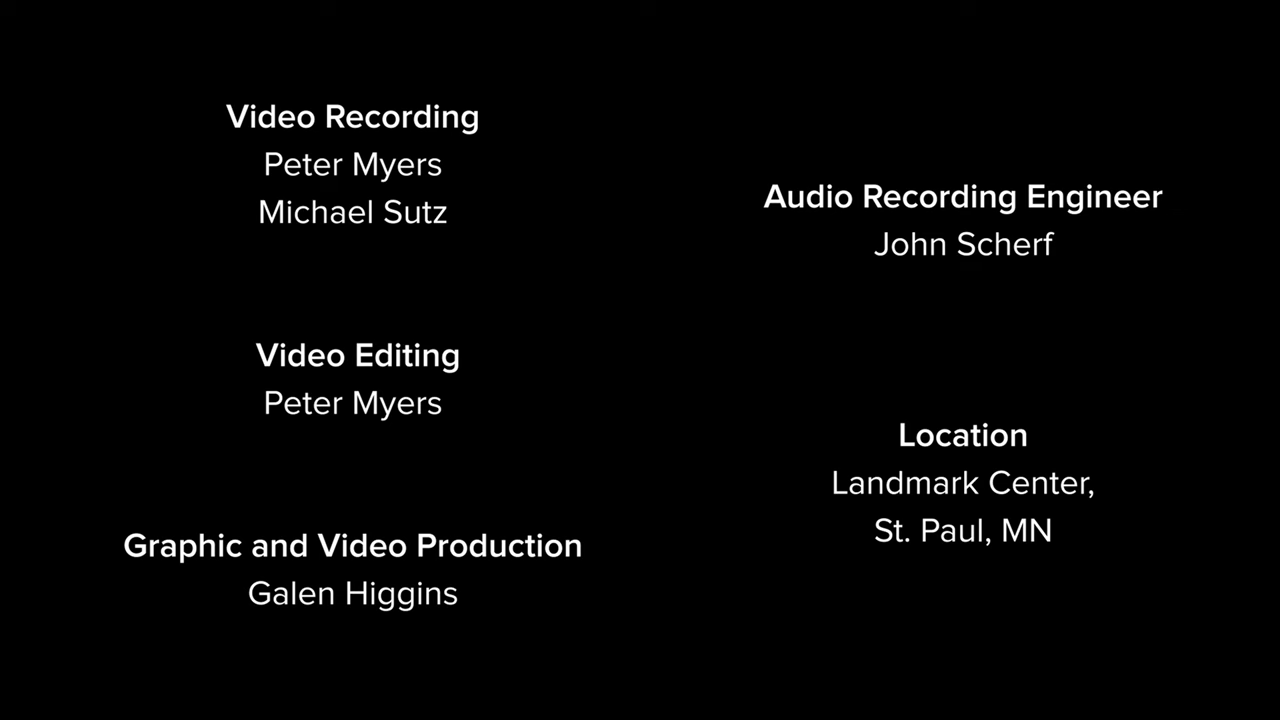 Video Recording
Peter Myers
Michael Sutz
Video Editing
Peter Myers
Graphic and Video Production
Galen Higgins
Audio Recording Engineer
John Scherf
Location
Landmark Center,
St. Paul, MN